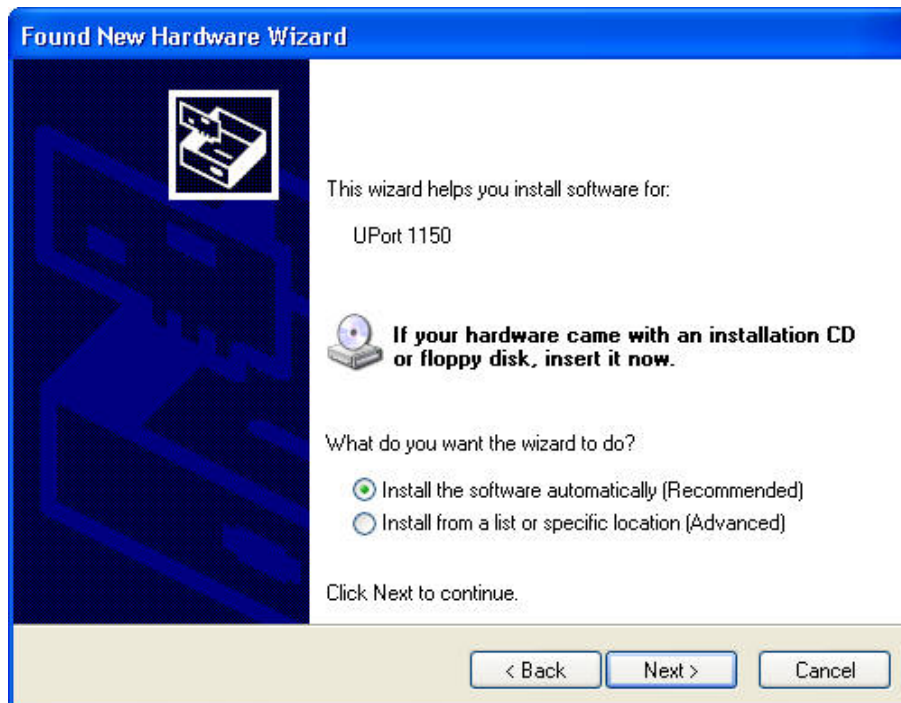 Found New Hardware Wizard
This wizard helps you install software for:
UPort 1150
If your hardware came with an installation CD
or floppy disk, insert it now.
What do you want the wizard to do?
Install the software automatically (Recommended)
Install from a list or specific location (Advanced)
Click Next to continue.
< Back Next > Cancel